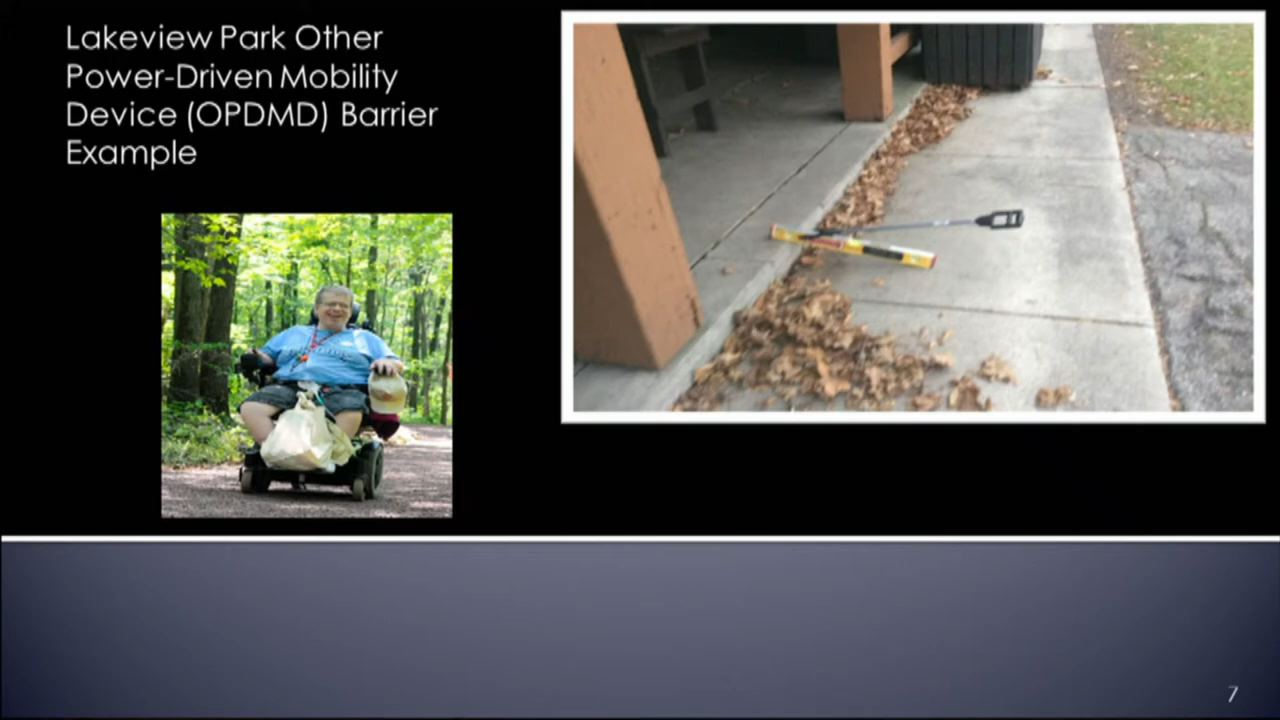 Lakeview Park Other
Power-Driven Mobility
Device (OPDMD) Barrier
Example
7